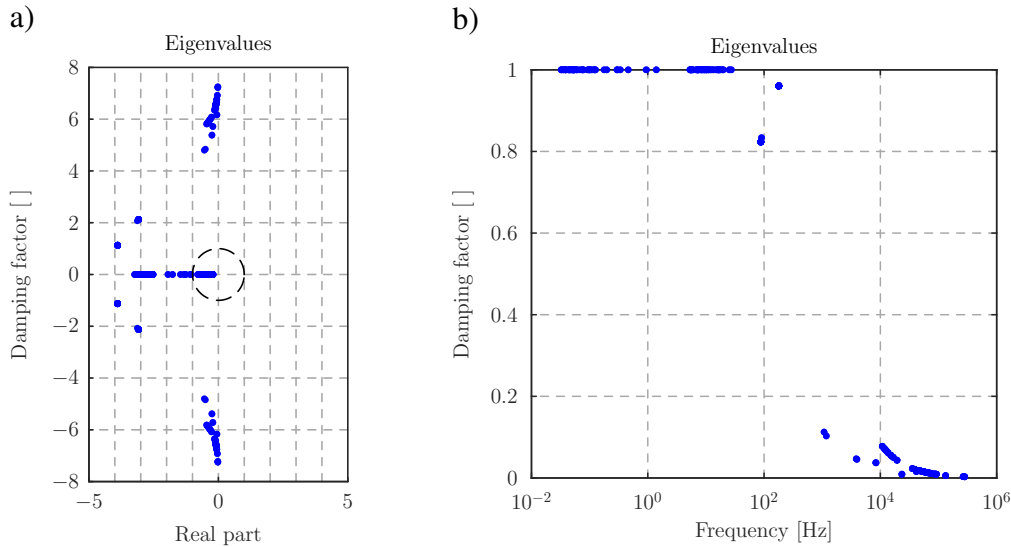 a)
Eigenvalues
8
6
4
2
0
−2
−4
−6
−8
−5
0
5
Damping factor [ ]
Real part
b)
Eigenvalues
1
0.8
0.6
0.4
0.2
0
10⁻²
10⁰
10²
10⁴
10⁶
Damping factor [ ]
Frequency [Hz]